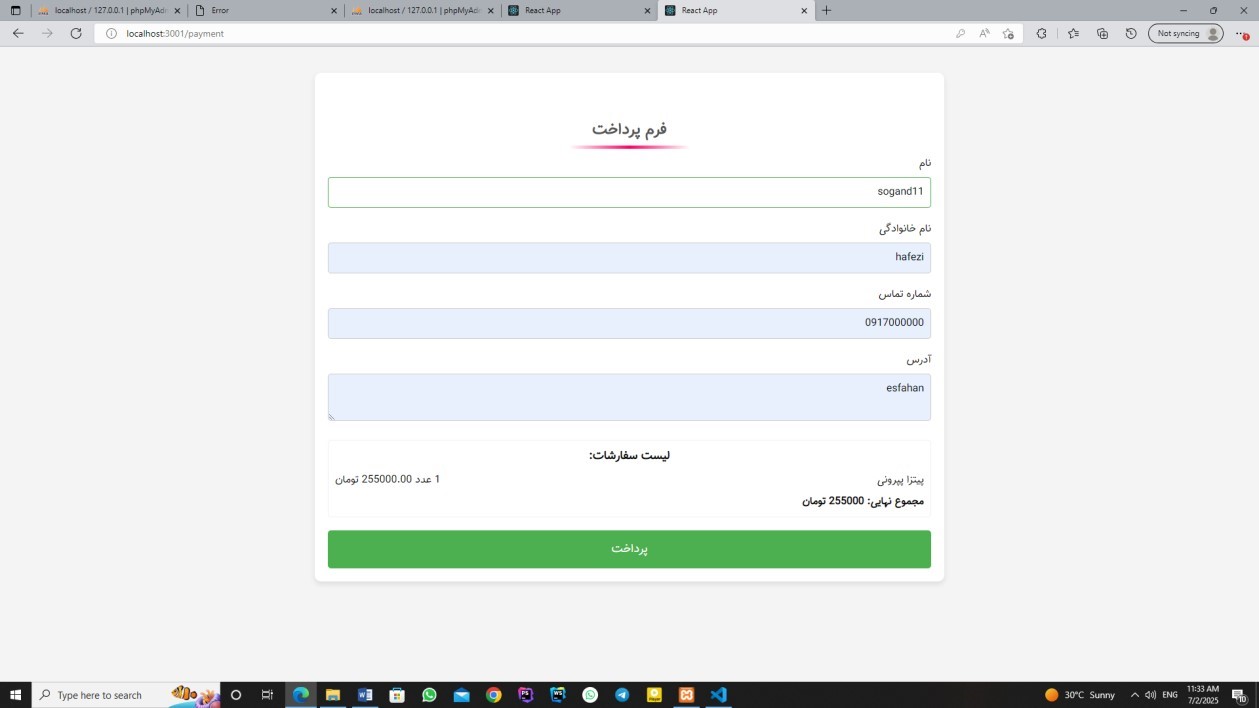 localhost / 127.0.0.1 | phpMyAdr
Error
localhost / 127.0.0.1 | phpMyAdr
React App
React App
localhost:3001/payment
Not syncing
فرم پرداخت
نام
sogand11
نام خانوادگی
hafezi
شماره تماس
0917000000
آدرس
esfahan
لیست سفارشات:
پیتزا پپرونی 1 عدد 255000.00 تومان
مجموع نهایی: 255000 تومان
پرداخت
Type here to search
30°C Sunny
ENG
11:33 AM
7/2/2025